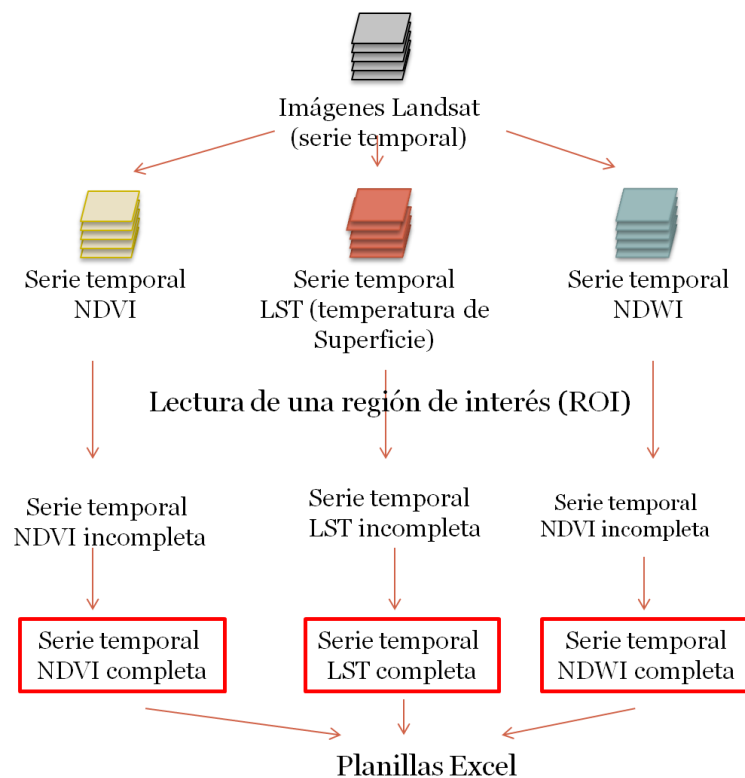 Imágenes Landsat
(serie temporal)
Serie temporal
NDVI
Serie temporal
LST (temperatura de
Superficie)
Serie temporal
NDWI
Lectura de una región de interés (ROI)
Serie temporal
NDVI incompleta
Serie temporal
LST incompleta
Serie temporal
NDVI incompleta
Serie temporal
NDVI completa
Serie temporal
LST completa
Serie temporal
NDWI completa
Planillas Excel